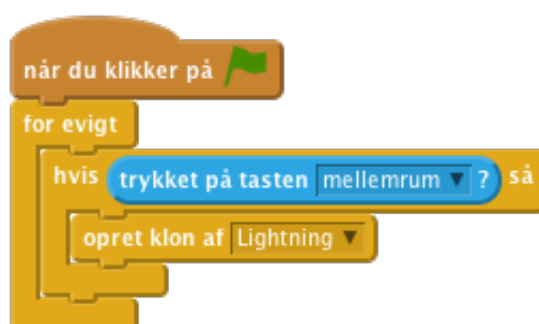 når du klikker på
for evigt
hvis trykket på tasten mellemrum ? så
opret klon af Lightning